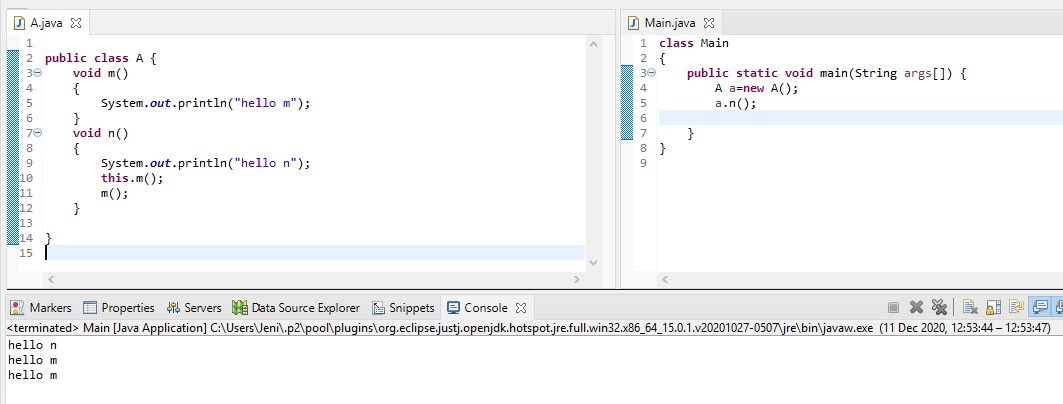 A.java
1
2 public class A {
3 void m()
4 {
5 System.out.println("hello m");
6 }
7 void n()
8 {
9 System.out.println("hello n");
10 this.m();
11 m();
12 }
13
14 }
15
Main.java
1 class Main
2 {
3 public static void main(String args[]) {
4 A a=new A();
5 a.n();
6
7 }
8 }
9
Markers Properties Servers Data Source Explorer Snippets Console
<terminated> Main [Java Application] C:\Users\Jeni\.p2\pool\plugins\org.eclipse.justj.openjdk.hotspot.jre.full.win32.x86_64_15.0.1.v20201027-0507\jre\bin\javaw.exe (11 Dec 2020, 12:53:44 – 12:53:47)
hello n
hello m
hello m